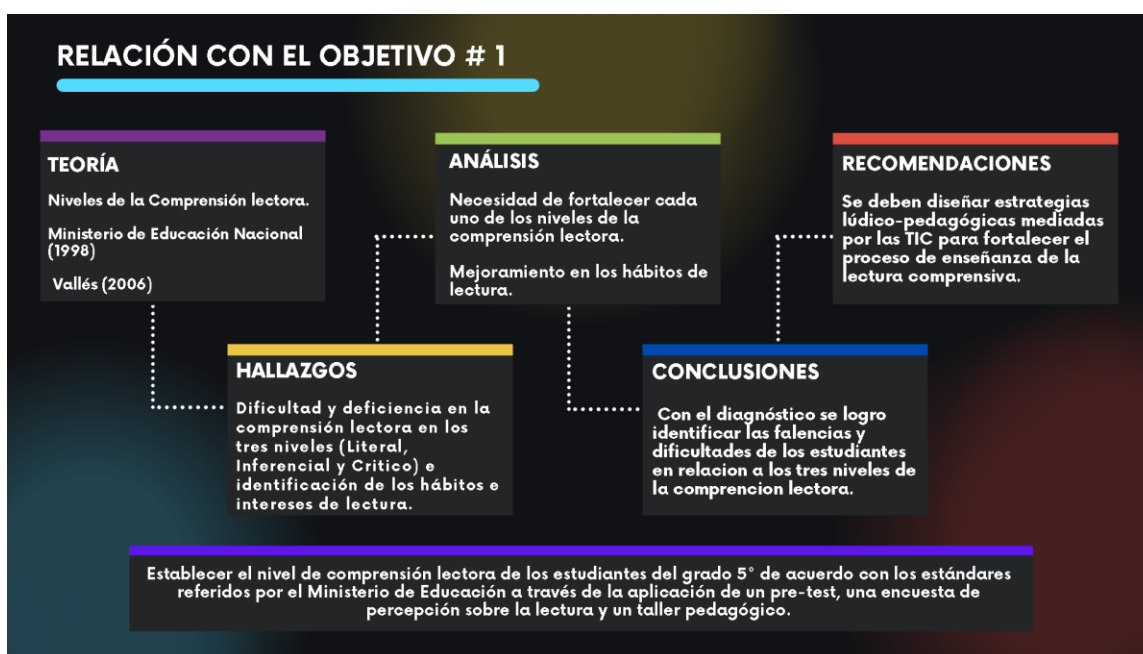 RELACIÓN CON EL OBJETIVO # 1
TEORÍA
Niveles de la Comprensión lectora.
Ministerio de Educación Nacional
(1998)
Vallés (2006)
HALLAZGOS
Dificultad y deficiencia en la
comprensión lectora en los
tres niveles (Literal,
Inferencial y Critico) e
identificación de los hábitos e
intereses de lectura.
ANÁLISIS
Necesidad de fortalecer cada
uno de los niveles de la
comprensión lectora.
Mejoramiento en los hábitos de
lectura.
CONCLUSIONES
Con el diagnóstico se logro
identificar las falencias y
dificultades de los estudiantes
en relacion a los tres niveles de
la comprencion lectora.
RECOMENDACIONES
Se deben diseñar estrategias
lúdico-pedagógicas mediadas
por las TIC para fortalecer el
proceso de enseñanza de la
lectura comprensiva.
Establecer el nivel de comprensión lectora de los estudiantes del grado 5° de acuerdo con los estándares
referidos por el Ministerio de Educación a través de la aplicación de un pre-test, una encuesta de
percepción sobre la lectura y un taller pedagógico.